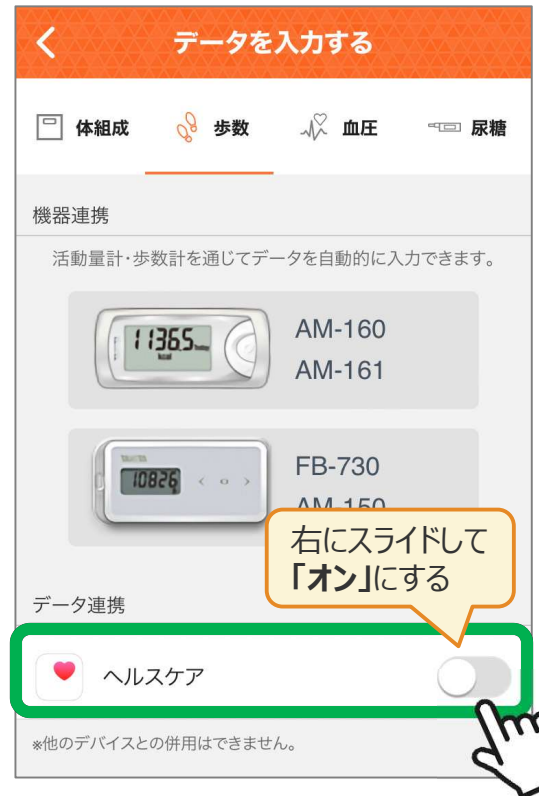 データを入力する
体組成
歩数
血圧
尿糖
機器連携
活動量計・歩数計を通じてデータを自動的に入力できます。
1136.5
kcal
AM-160
AM-161
TANITA
10826
FB-730
AM-150
右にスライドして
「オン」にする
データ連携
ヘルスケア
※他のデバイスとの併用はできません。